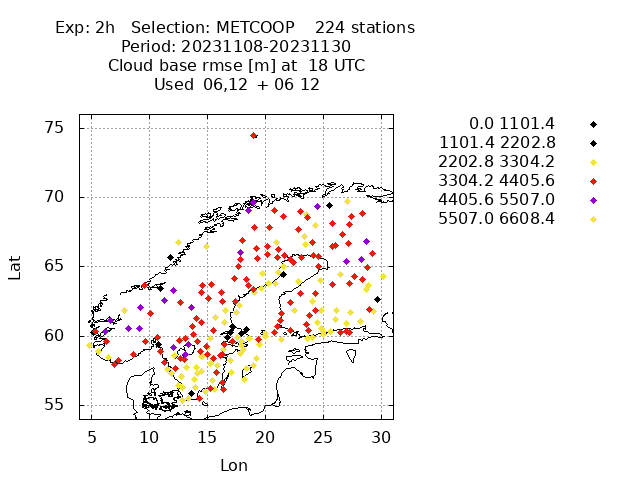 Exp: 2h   Selection: METCOOP    224 stations
Period: 20231108-20231130
Cloud base rmse [m] at  18 UTC
Used  06,12  + 06 12
0.0 1101.4
1101.4 2202.8
2202.8 3304.2
3304.2 4405.6
4405.6 5507.0
5507.0 6608.4
75
70
65
60
55
Lat
5 10 15 20 25 30
Lon